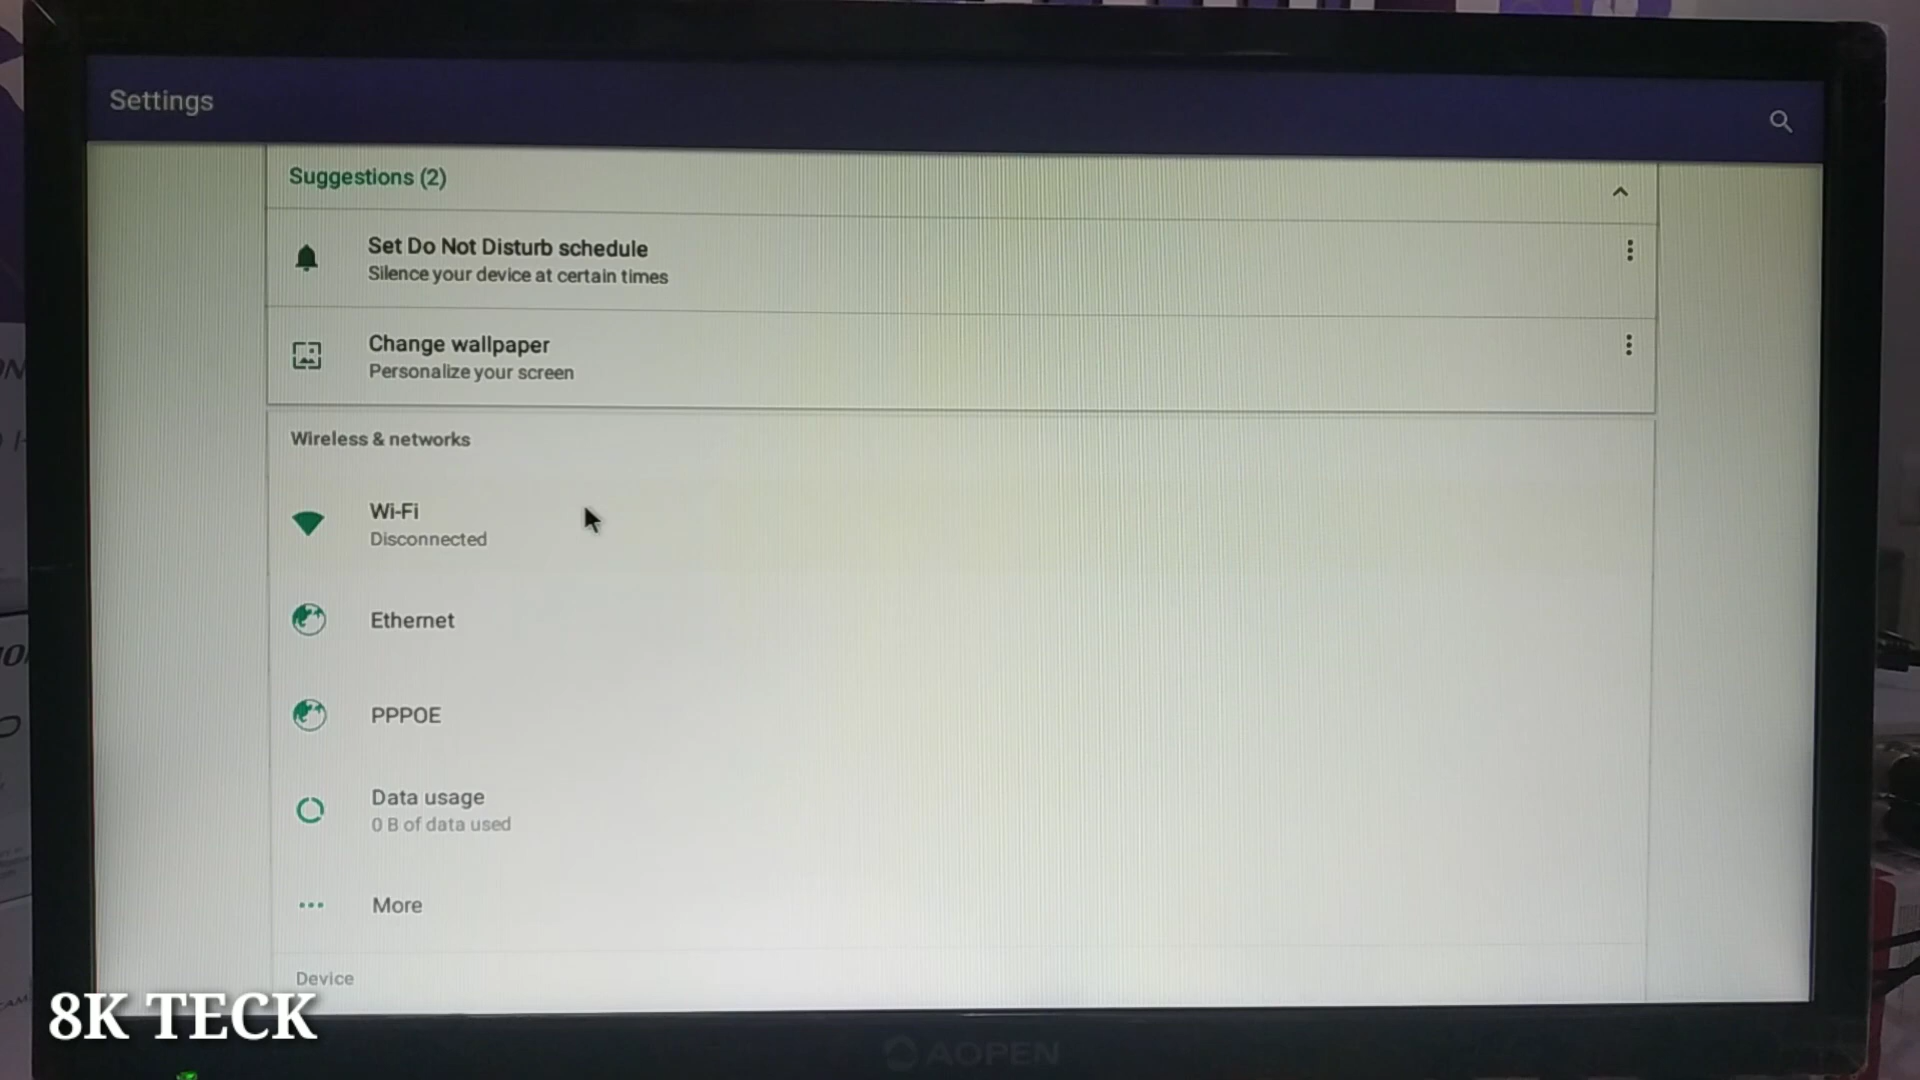 Settings
Suggestions (2)
Set Do Not Disturb schedule
Silence your device at certain times
Change wallpaper
Personalize your screen
Wireless & networks
Wi-Fi
Disconnected
Ethernet
PPPOE
Data usage
0 B of data used
More
Device
8K TECK
AOPEN